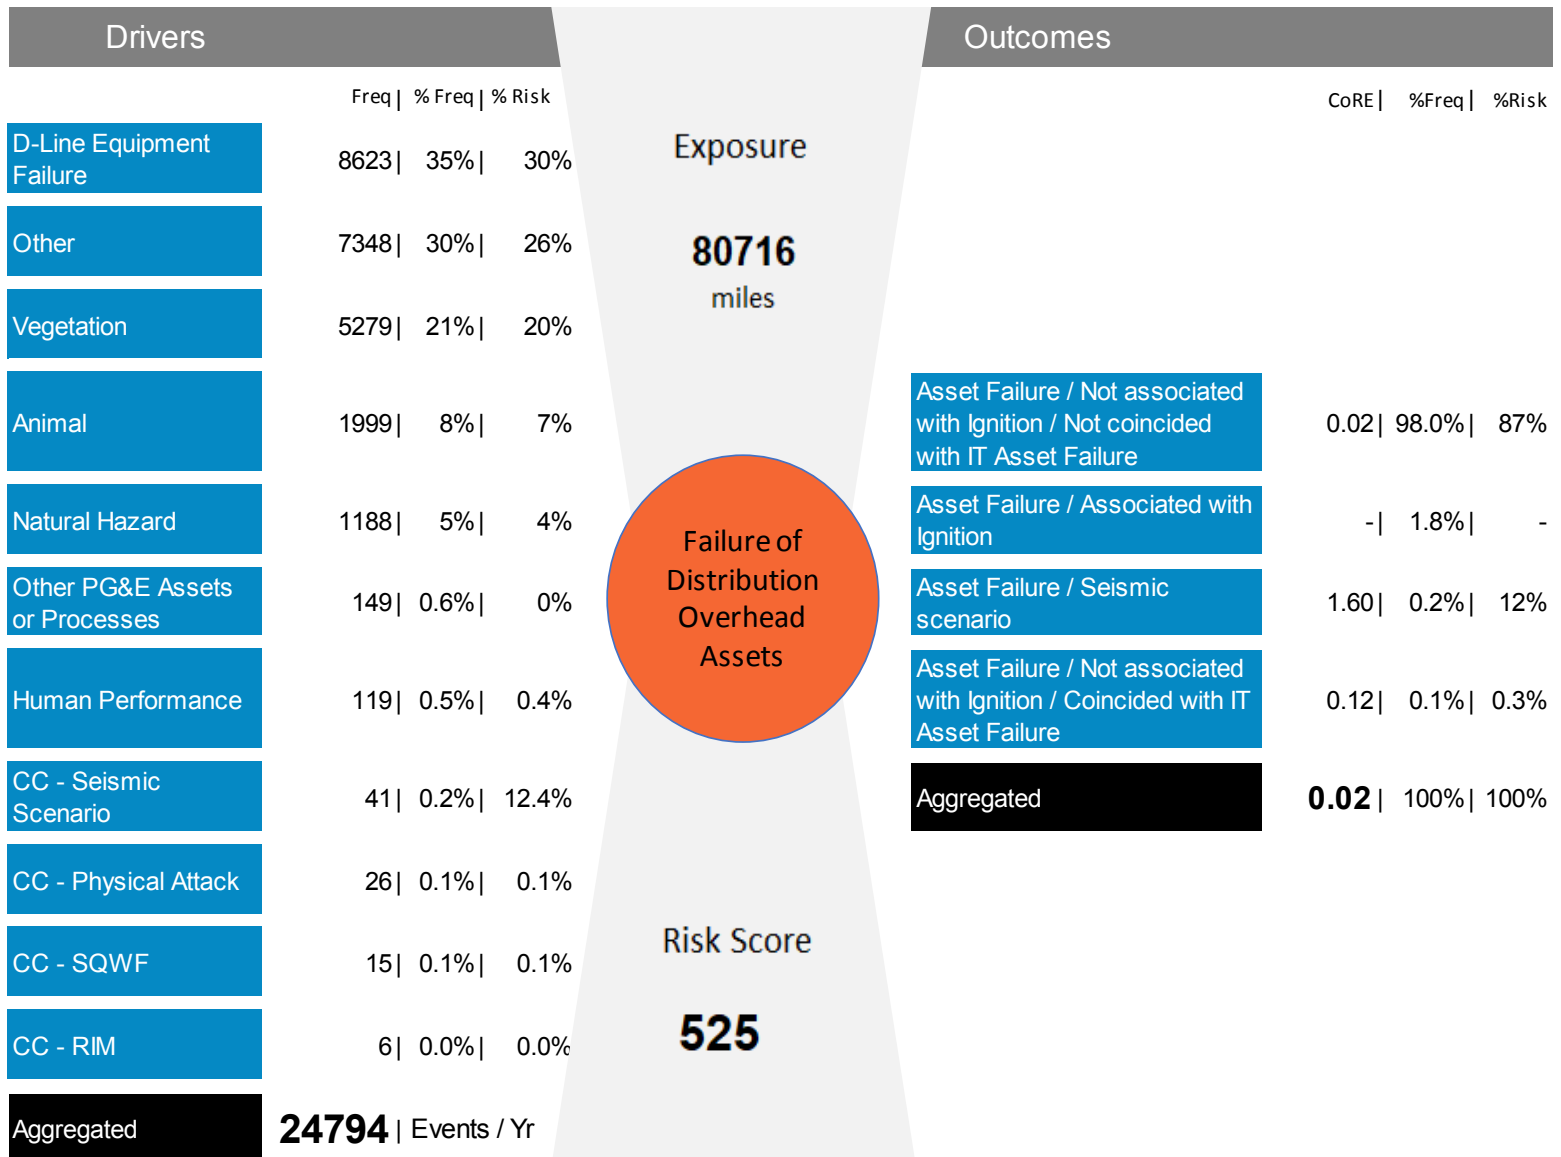 Drivers
Outcomes
Freq | % Freq | % Risk
D-Line Equipment
Failure
8623 | 35% | 30%
Other
7348 | 30% | 26%
Vegetation
5279 | 21% | 20%
Animal
1999 | 8% | 7%
Natural Hazard
1188 | 5% | 4%
Other PG&E Assets
or Processes
149 | 0.6% | 0%
Human Performance
119 | 0.5% | 0.4%
CC - Seismic
Scenario
41 | 0.2% | 12.4%
CC - Physical Attack
26 | 0.1% | 0.1%
CC - SQWF
15 | 0.1% | 0.1%
CC - RIM
6 | 0.0% | 0.0%
Aggregated
24794 | Events / Yr
Exposure
80716
miles
Failure of
Distribution
Overhead
Assets
Risk Score
525
CoRE | %Freq | %Risk
Asset Failure / Not associated
with Ignition / Not coincided
with IT Asset Failure
0.02 | 98.0% | 87%
Asset Failure / Associated with
Ignition
- | 1.8% | -
Asset Failure / Seismic
scenario
1.60 | 0.2% | 12%
Asset Failure / Not associated
with Ignition / Coincided with IT
Asset Failure
0.12 | 0.1% | 0.3%
Aggregated
0.02 | 100% | 100%